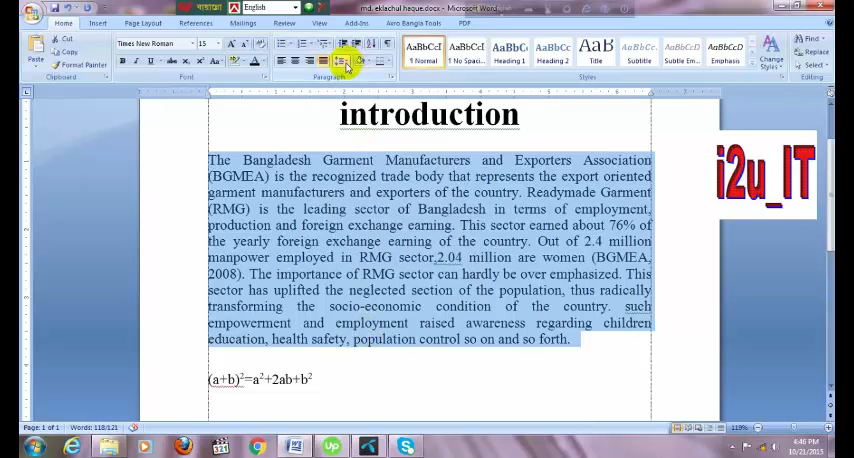 বাংলা
English
md. eklachul haque.docx - Microsoft Word
Home Insert Page Layout References Mailings Review View Add-Ins Avro Bangla Tools PDF
Paste
Cut
Copy
Format Painter
Clipboard
Times New Roman 15
Font
Paragraph
AaBbCcI AaBbCcI AaBbC AaBbCc AaB AaBbCcI AaBbCcI AaBbCcI
¶ Normal ¶ No Spaci... Heading 1 Heading 2 Title Subtitle Subtle Em... Emphasis
Change Styles
Styles
Find
Replace
Select
Editing
introduction
The Bangladesh Garment Manufacturers and Exporters Association
(BGMEA) is the recognized trade body that represents the export oriented
garment manufacturers and exporters of the country. Readymade Garment
(RMG) is the leading sector of Bangladesh in terms of employment,
production and foreign exchange earning. This sector earned about 76% of
the yearly foreign exchange earning of the country. Out of 2.4 million
manpower employed in RMG sector,2.04 million are women (BGMEA,
2008). The importance of RMG sector can hardly be over emphasized. This
sector has uplifted the neglected section of the population, thus radically
transforming the socio-economic condition of the country. such
empowerment and employment raised awareness regarding children
education, health safety, population control so on and so forth.
(a+b)²=a²+2ab+b²
i2u_IT
Page: 1 of 1 Words: 118/121 119%
321
up
4:46 PM
10/21/2015